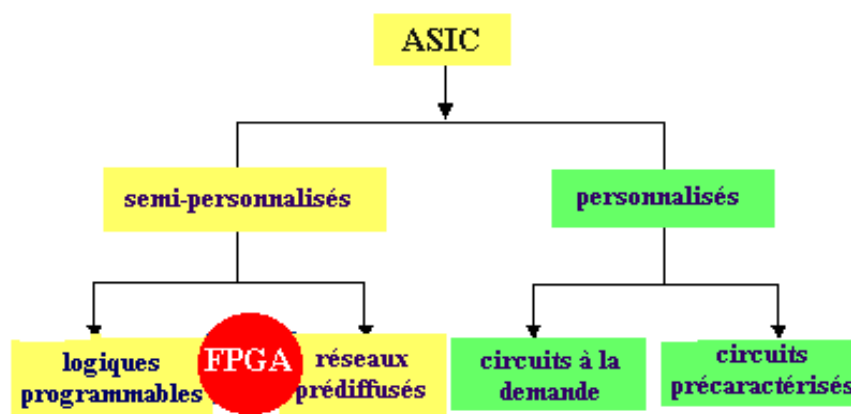 ASIC
semi-personnalisés
personnalisés
logiques
programmables
FPGA
réseaux
prédiffusés
circuits à la
demande
circuits
précaractérisés